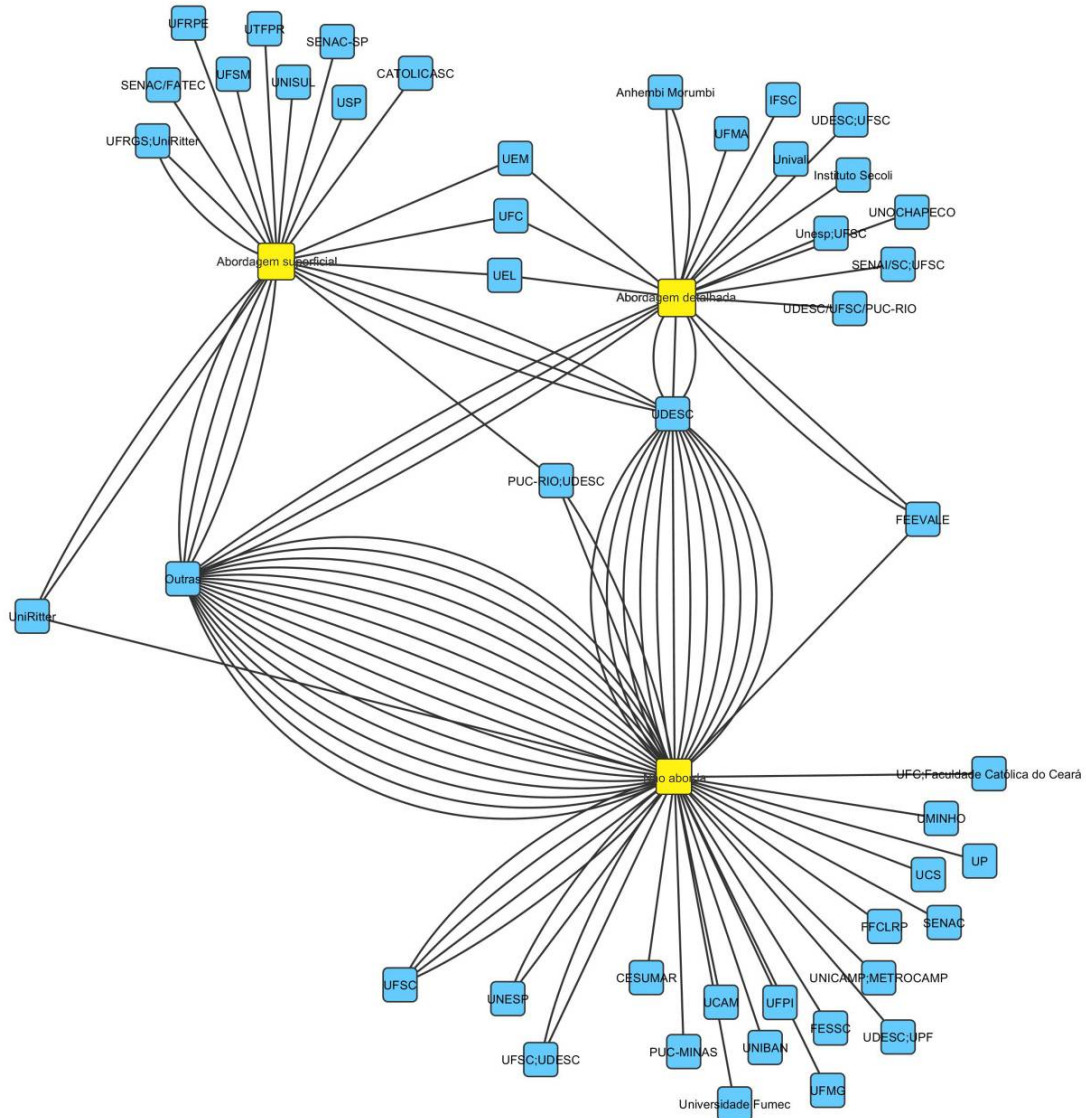 UFRPE
UTFPR
SENAC-SP
SENAC/FATEC
UFSM
UNISUL
CATOLICASC
USP
UFRGS;UniRitter
Anhembi Morumbi
IFSC
UDESC;UFSC
UFMA
Univali
Instituto Secoli
UEM
UFC
UNOCHAPECO
Unesp;UFSC
Abordagem superficial
UEL
SENAI/SC;UFSC
Abordagem detalhada
UDESC/UFSC/PUC-RIO
UDESC
PUC-RIO;UDESC
FEEVALE
Outras
UniRitter
Não aborda
UFC;Faculdade Católica do Ceará
UMINHO
UP
UCS
SENAC
FFCLRP
UFSC
UNESP
CESUMAR
UNICAMP;METROCAMP
UCAM
UFPI
FESSC
UDESC;UPF
UFSC;UDESC
PUC-MINAS
UNIBAN
UFMG
Universidade Fumec